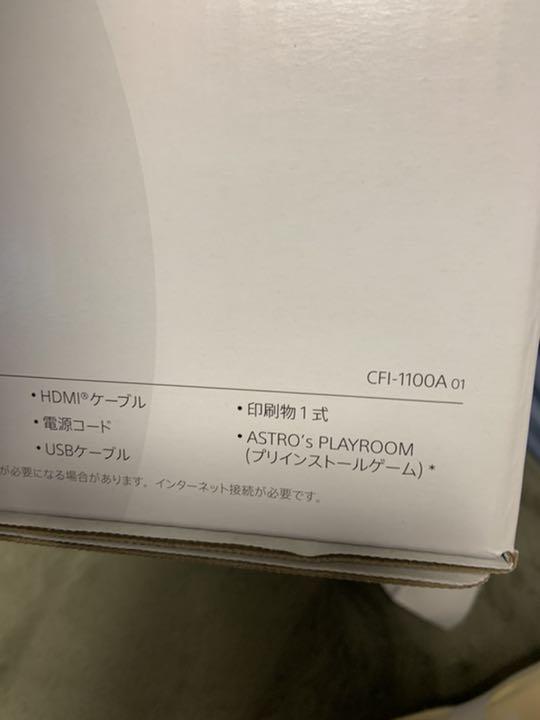 CFI-1100A 01
• HDMI®ケーブル
• 電源コード
• USBケーブル
• 印刷物1式
• ASTRO's PLAYROOM
(プリインストールゲーム) *
が必要になる場合があります。インターネット接続が必要です。